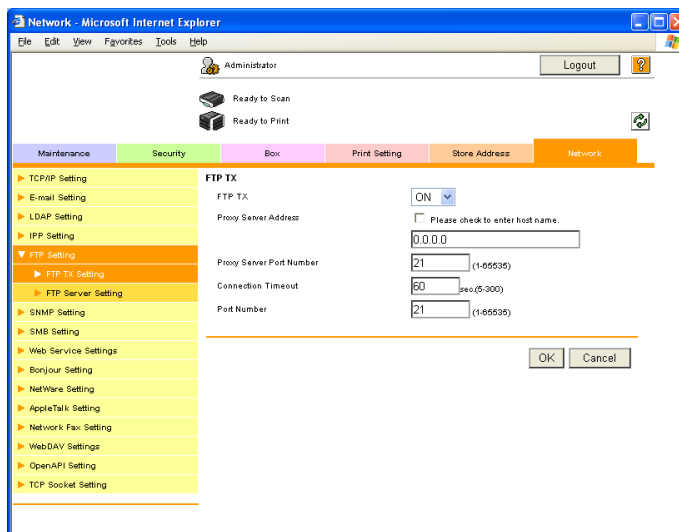 Network - Microsoft Internet Explorer
File Edit View Favorites Tools Help
Administrator
Logout
?
Ready to Scan
Ready to Print
Maintenance Security Box Print Setting Store Address Network
TCP/IP Setting
E-mail Setting
LDAP Setting
IPP Setting
FTP Setting
FTP TX Setting
FTP Server Setting
SNMP Setting
SMB Setting
Web Service Settings
Bonjour Setting
NetWare Setting
AppleTalk Setting
Network Fax Setting
WebDAV Settings
OpenAPI Setting
TCP Socket Setting
FTP TX
FTP TX ON
Proxy Server Address Please check to enter host name.
0.0.0.0
Proxy Server Port Number 21 (1-65535)
Connection Timeout 60 sec.(5-300)
Port Number 21 (1-65535)
OK Cancel